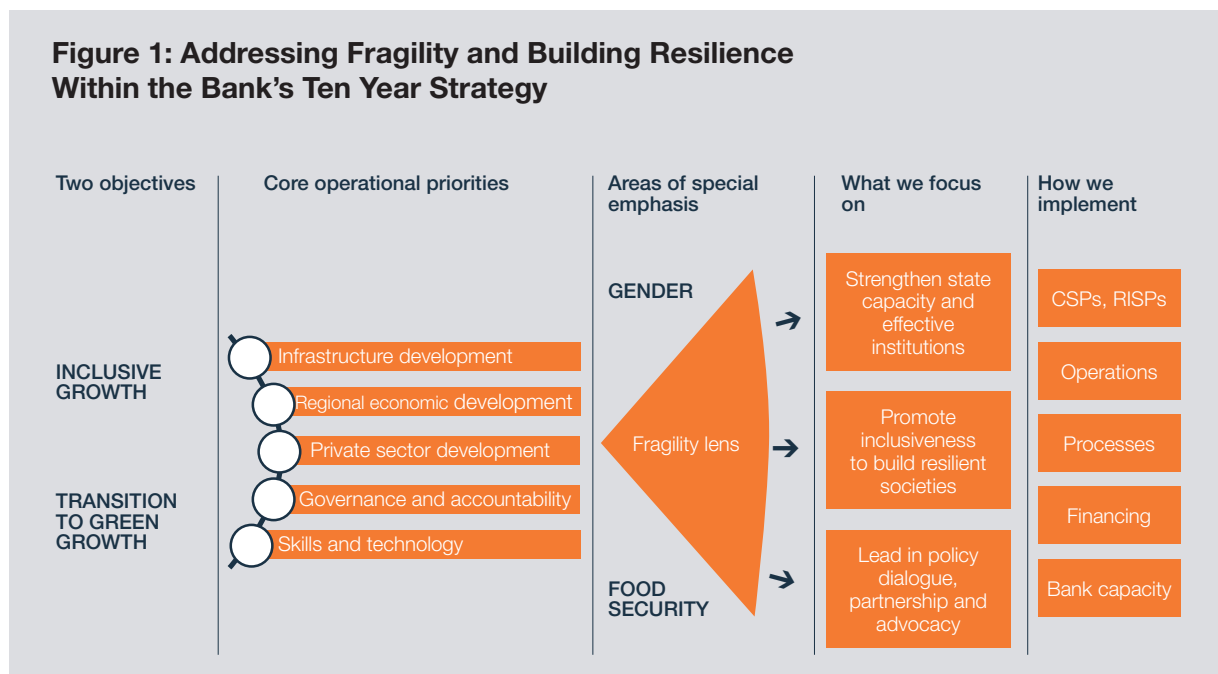 Figure 1: Addressing Fragility and Building Resilience
Within the Bank's Ten Year Strategy
Two objectives
INCLUSIVE
GROWTH
TRANSITION
TO GREEN
GROWTH
Core operational priorities
Infrastructure development
Regional economic development
Private sector development
Governance and accountability
Skills and technology
Areas of special
emphasis
GENDER
Fragility lens
FOOD
SECURITY
What we focus
on
Strengthen state
capacity and
effective
institutions
Promote
inclusiveness
to build resilient
societies
Lead in policy
dialogue,
partnership and
advocacy
How we
implement
CSPs, RISPs
Operations
Processes
Financing
Bank capacity